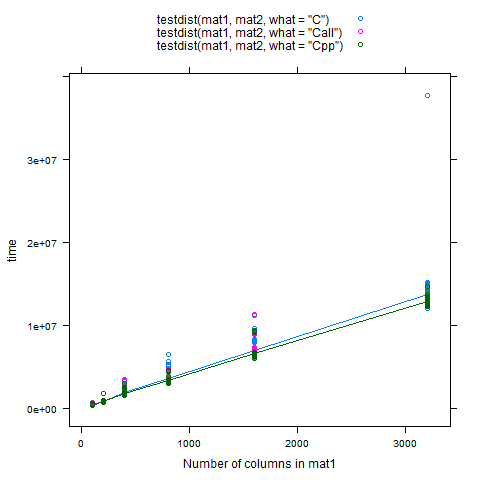 testdist(mat1, mat2, what = "C")
testdist(mat1, mat2, what = "Call")
testdist(mat1, mat2, what = "Cpp")
3e+07
2e+07
1e+07
0e+00
time
0
1000
2000
3000
Number of columns in mat1